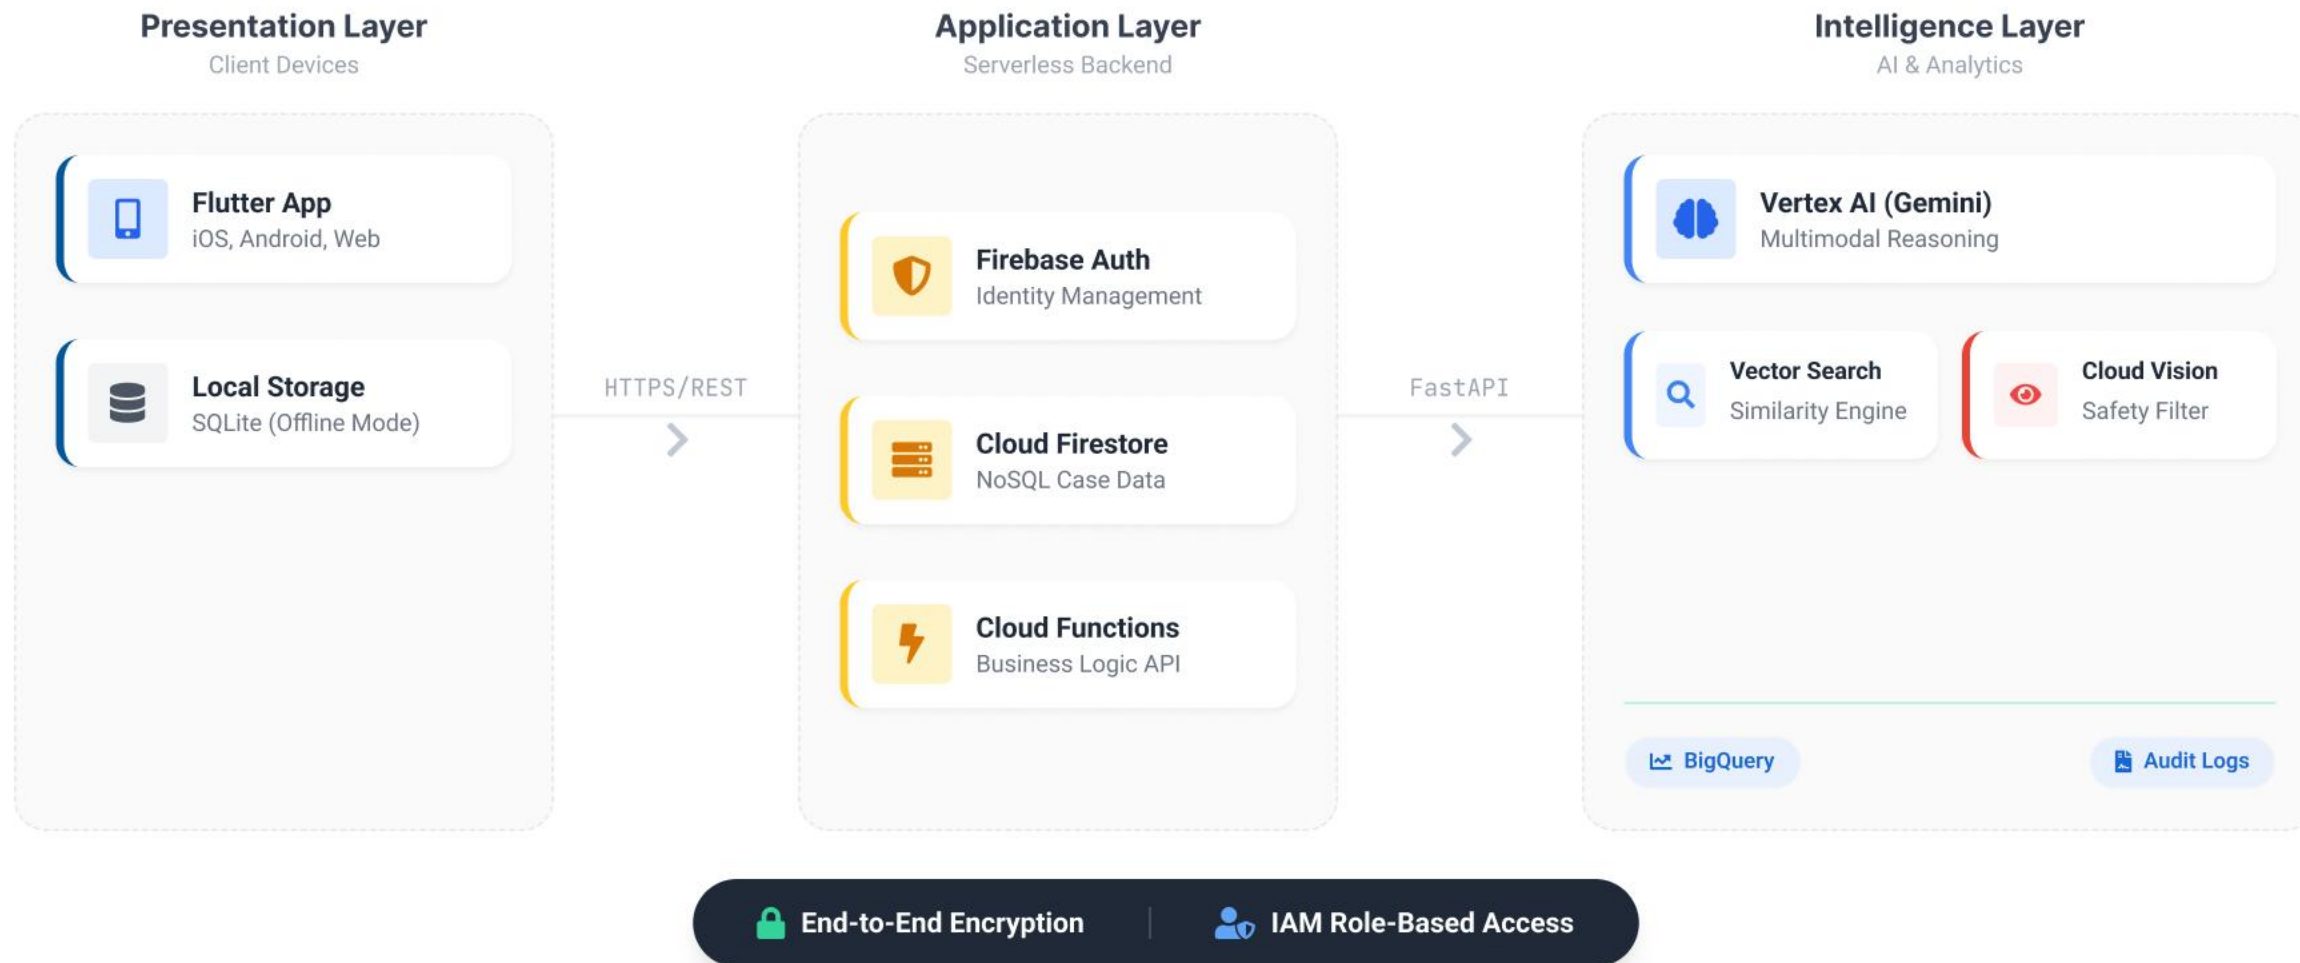 Presentation Layer
Client Devices
Flutter App
iOS, Android, Web
Local Storage
SQLite (Offline Mode)
HTTPS/REST
Application Layer
Serverless Backend
Firebase Auth
Identity Management
Cloud Firestore
NoSQL Case Data
Cloud Functions
Business Logic API
FastAPI
Intelligence Layer
AI & Analytics
Vertex AI (Gemini)
Multimodal Reasoning
Vector Search
Similarity Engine
Cloud Vision
Safety Filter
BigQuery
Audit Logs
End-to-End Encryption
IAM Role-Based Access